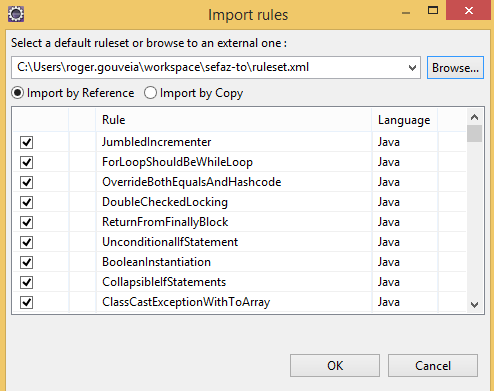 Import rules
Select a default ruleset or browse to an external one :
C:\Users\roger.gouveia\workspace\sefaz-to\ruleset.xml Browse...
Import by Reference Import by Copy
Rule Language
JumbledIncrementer Java
ForLoopShouldBeWhileLoop Java
OverrideBothEqualsAndHashcode Java
DoubleCheckedLocking Java
ReturnFromFinallyBlock Java
UnconditionalIfStatement Java
BooleanInstantiation Java
CollapsibleIfStatements Java
ClassCastExceptionWithToArray Java
OK Cancel